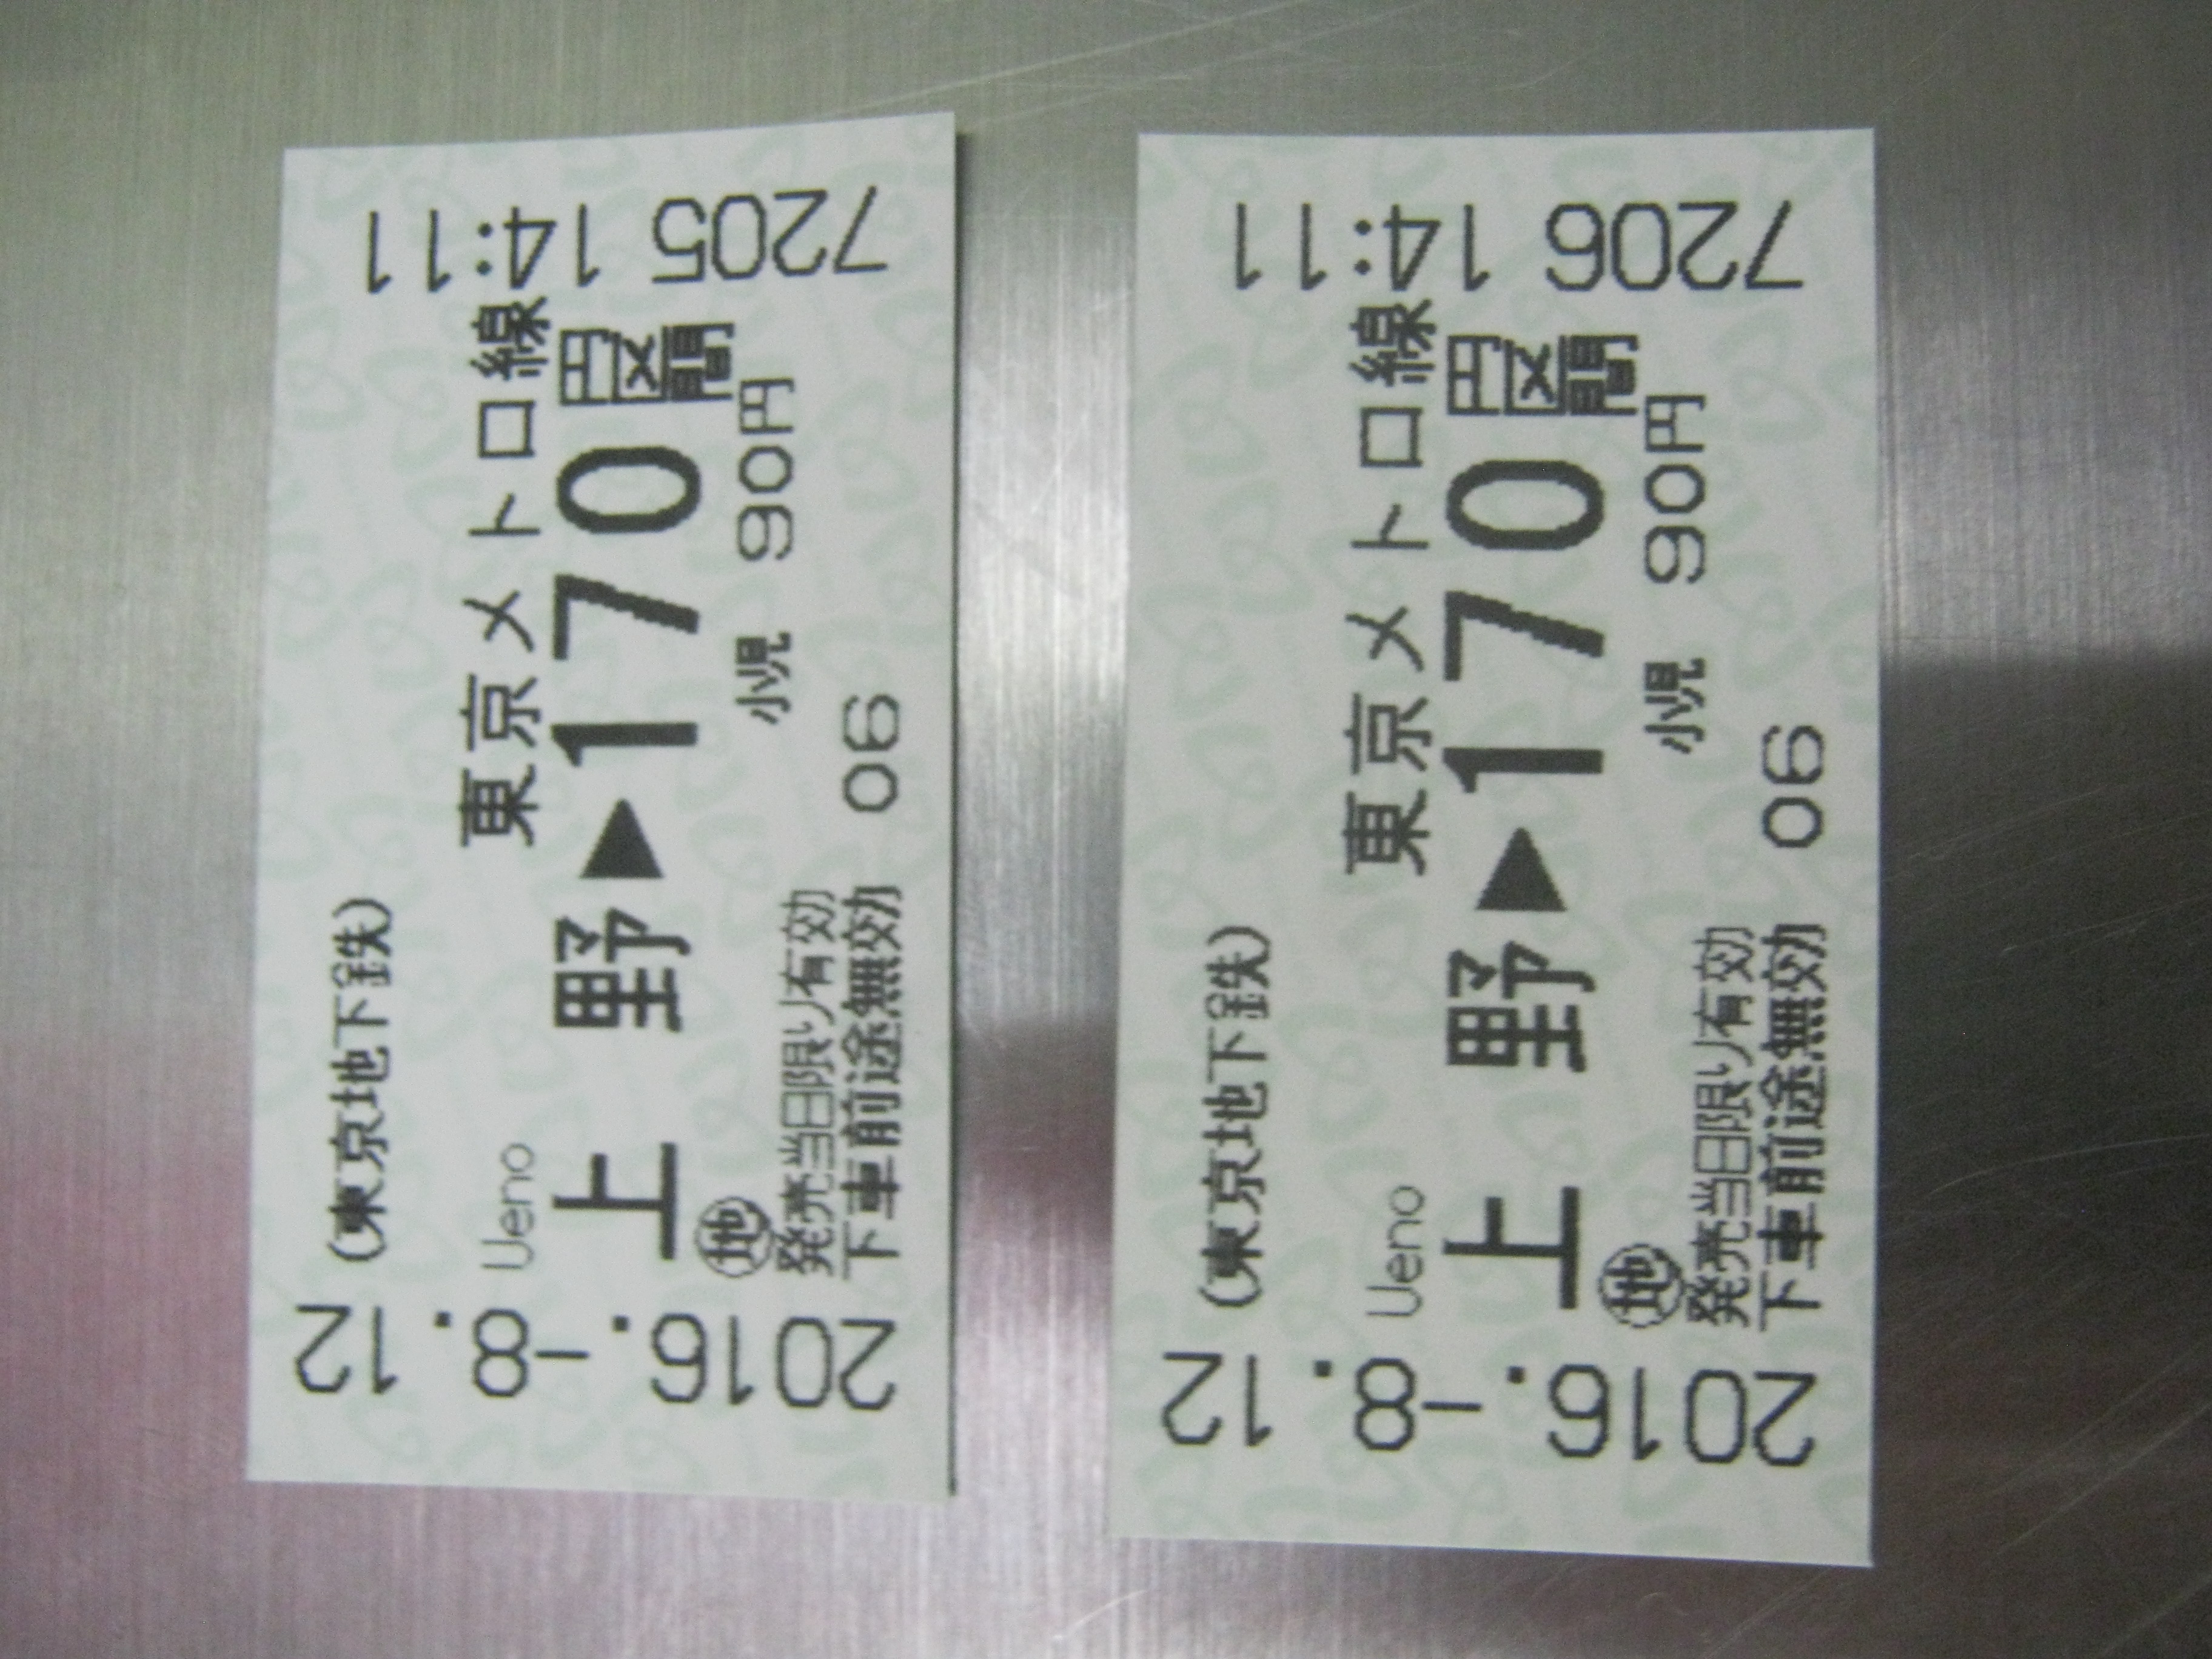 (東京地下鉄)
東京メトロ線
Ueno
上野▶170円区間
小児 90円
㊞地
発売当日限り有効
下車前途無効 06
2016.-8.12
7205 14:11
(東京地下鉄)
東京メトロ線
Ueno
上野▶170円区間
小児 90円
㊞地
発売当日限り有効
下車前途無効 06
2016.-8.12
7206 14:11